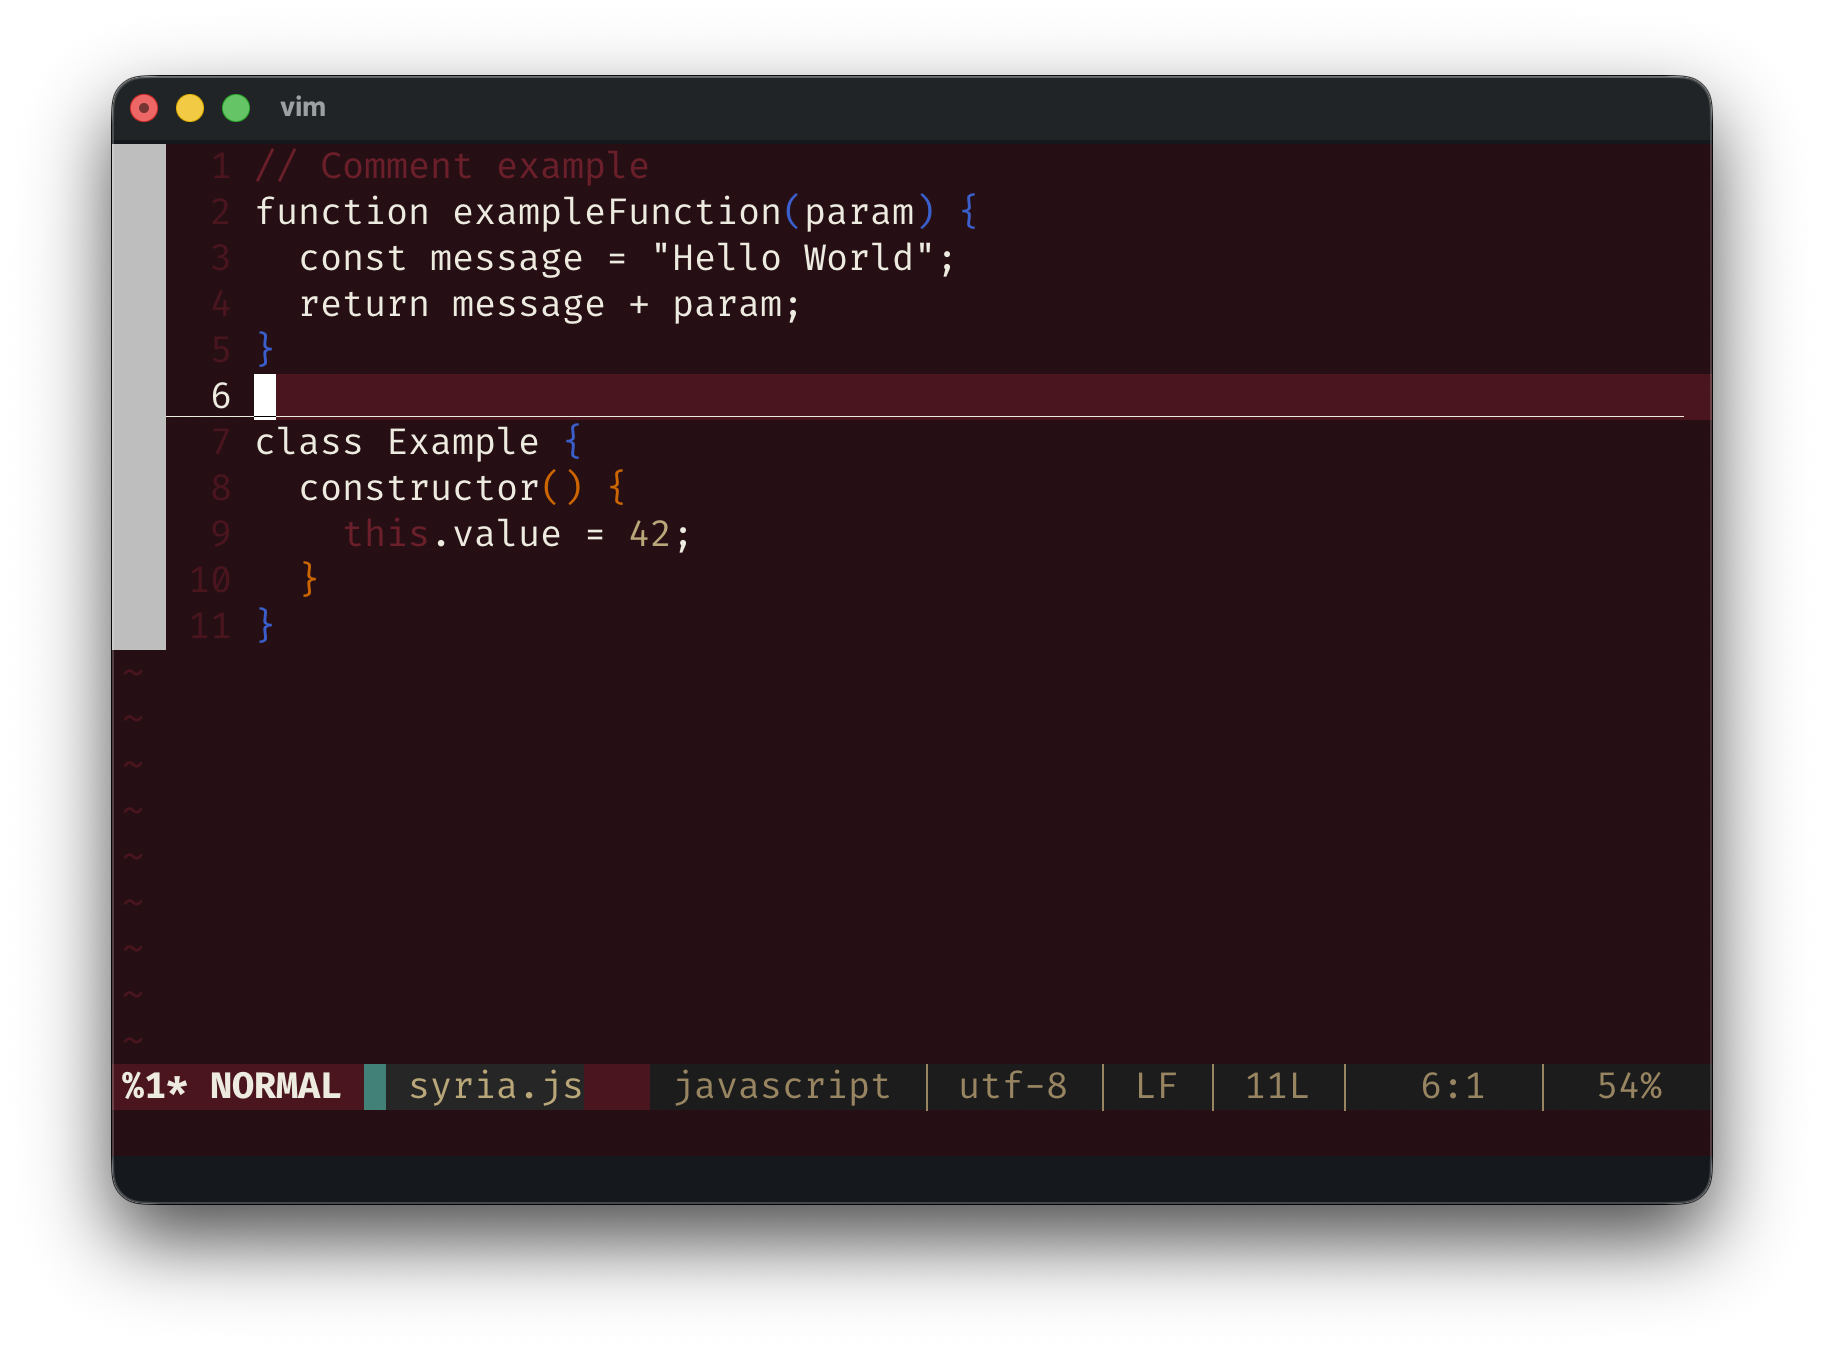 vim
1 // Comment example
2 function exampleFunction(param) {
3   const message = "Hello World";
4   return message + param;
5 }
6
7 class Example {
8   constructor() {
9     this.value = 42;
10   }
11 }
~
~
~
~
~
~
~
~
~
%1* NORMAL syria.js javascript | utf-8 | LF | 11L | 6:1 | 54%